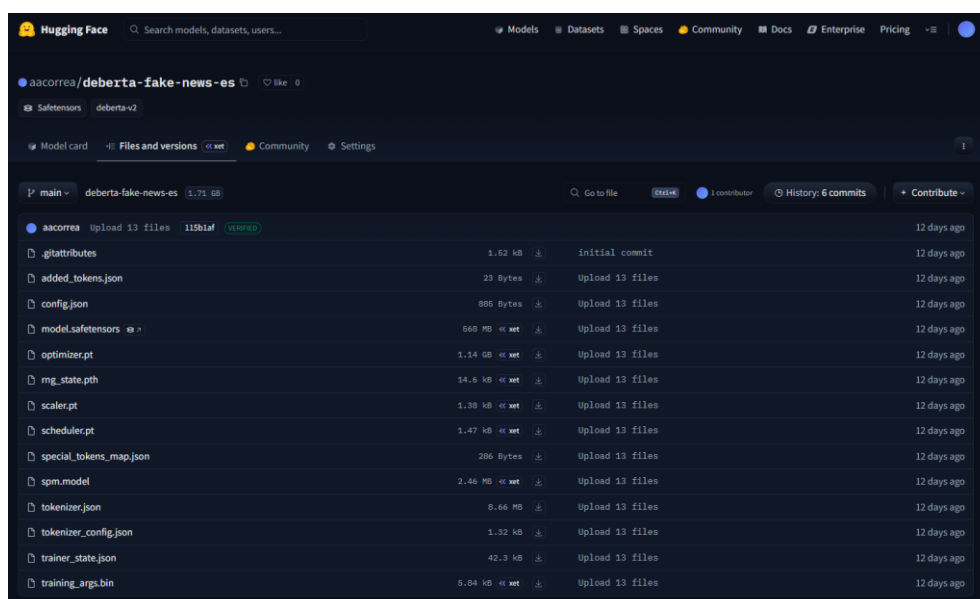 Hugging Face Search models, datasets, users... Models Datasets Spaces Community Docs Enterprise Pricing
aacorrea/deberta-fake-news-es like 0
Safetensors deberta-v2
Model card Files and versions xet Community Settings
main deberta-fake-news-es 1.71 GB Go to file Ctrl+K 1 contributor History: 6 commits + Contribute
aacorrea Upload 13 files 115b1af VERIFIED 12 days ago
.gitattributes 1.52 kB initial commit 12 days ago
added_tokens.json 23 Bytes Upload 13 files 12 days ago
config.json 885 Bytes Upload 13 files 12 days ago
model.safetensors 568 MB xet Upload 13 files 12 days ago
optimizer.pt 1.14 GB xet Upload 13 files 12 days ago
rng_state.pth 14.6 kB xet Upload 13 files 12 days ago
scaler.pt 1.38 kB xet Upload 13 files 12 days ago
scheduler.pt 1.47 kB xet Upload 13 files 12 days ago
special_tokens_map.json 286 Bytes Upload 13 files 12 days ago
spm.model 2.46 MB xet Upload 13 files 12 days ago
tokenizer.json 8.66 MB Upload 13 files 12 days ago
tokenizer_config.json 1.32 kB Upload 13 files 12 days ago
trainer_state.json 42.3 kB Upload 13 files 12 days ago
training_args.bin 5.84 kB xet Upload 13 files 12 days ago